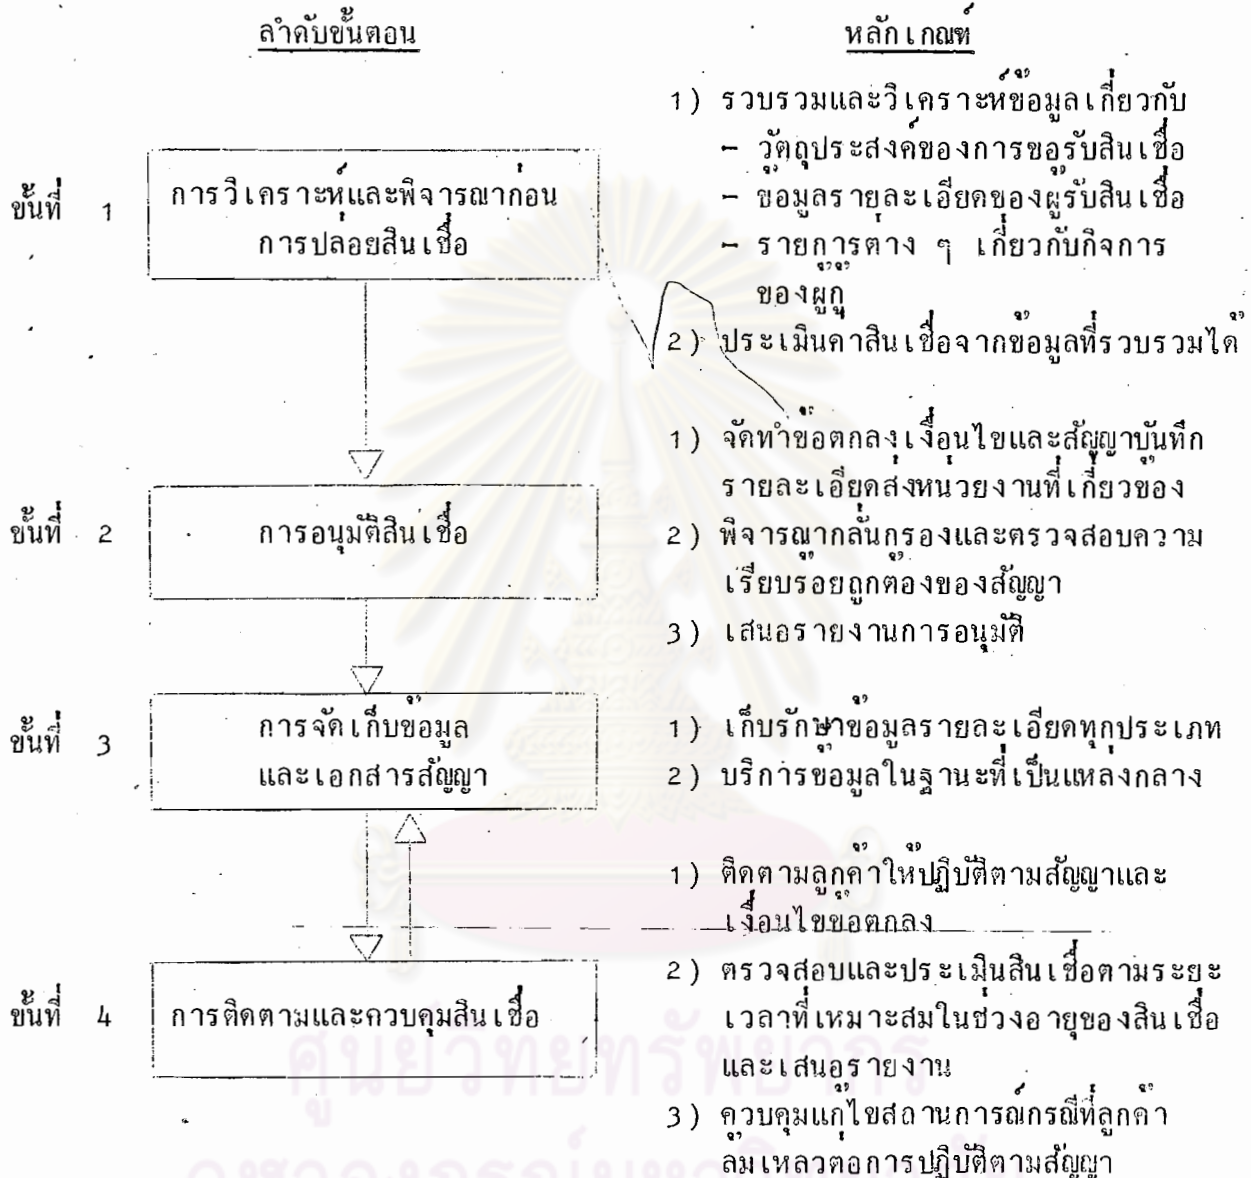 ลำดับขั้นตอน
หลักเกณฑ์
ขั้นที่ 1
การวิเคราะห์และพิจารณาก่อน
การปล่อยสินเชื่อ
1) รวบรวมและวิเคราะห์ข้อมูลเกี่ยวกับ
- วัตถุประสงค์ของการขอรับสินเชื่อ
- ข้อมูลรายละเอียดของผู้รับสินเชื่อ
- รายการต่าง ๆ เกี่ยวกับกิจการ
ของผู้กู้
2) ประเมินค่าสินเชื่อจากข้อมูลที่รวบรวมได้
ขั้นที่ 2
การอนุมัติสินเชื่อ
1) จัดทำข้อตกลงเงื่อนไขและสัญญาบันทึก
รายละเอียดส่งหน่วยงานที่เกี่ยวข้อง
2) พิจารณากลั่นกรองและตรวจสอบความ
เรียบร้อยถูกต้องของสัญญา
3) เสนอรายงานการอนุมัติ
ขั้นที่ 3
การจัดเก็บข้อมูล
และเอกสารสัญญา
1) เก็บรักษาข้อมูลรายละเอียดทุกประเภท
2) บริการข้อมูลในฐานะที่เป็นแหล่งกลาง
ขั้นที่ 4
การติดตามและควบคุมสินเชื่อ
1) ติดตามลูกค้าให้ปฏิบัติตามสัญญาและ
เงื่อนไขข้อตกลง
2) ตรวจสอบและประเมินสินเชื่อตามระยะ
เวลาที่เหมาะสมในช่วงอายุของสินเชื่อ
และเสนอรายงาน
3) ควบคุมแก้ไขสถานการณ์กรณีที่ลูกค้า
ล้มเหลวต่อการปฏิบัติตามสัญญา
ศูนย์วิทยทรัพยากร